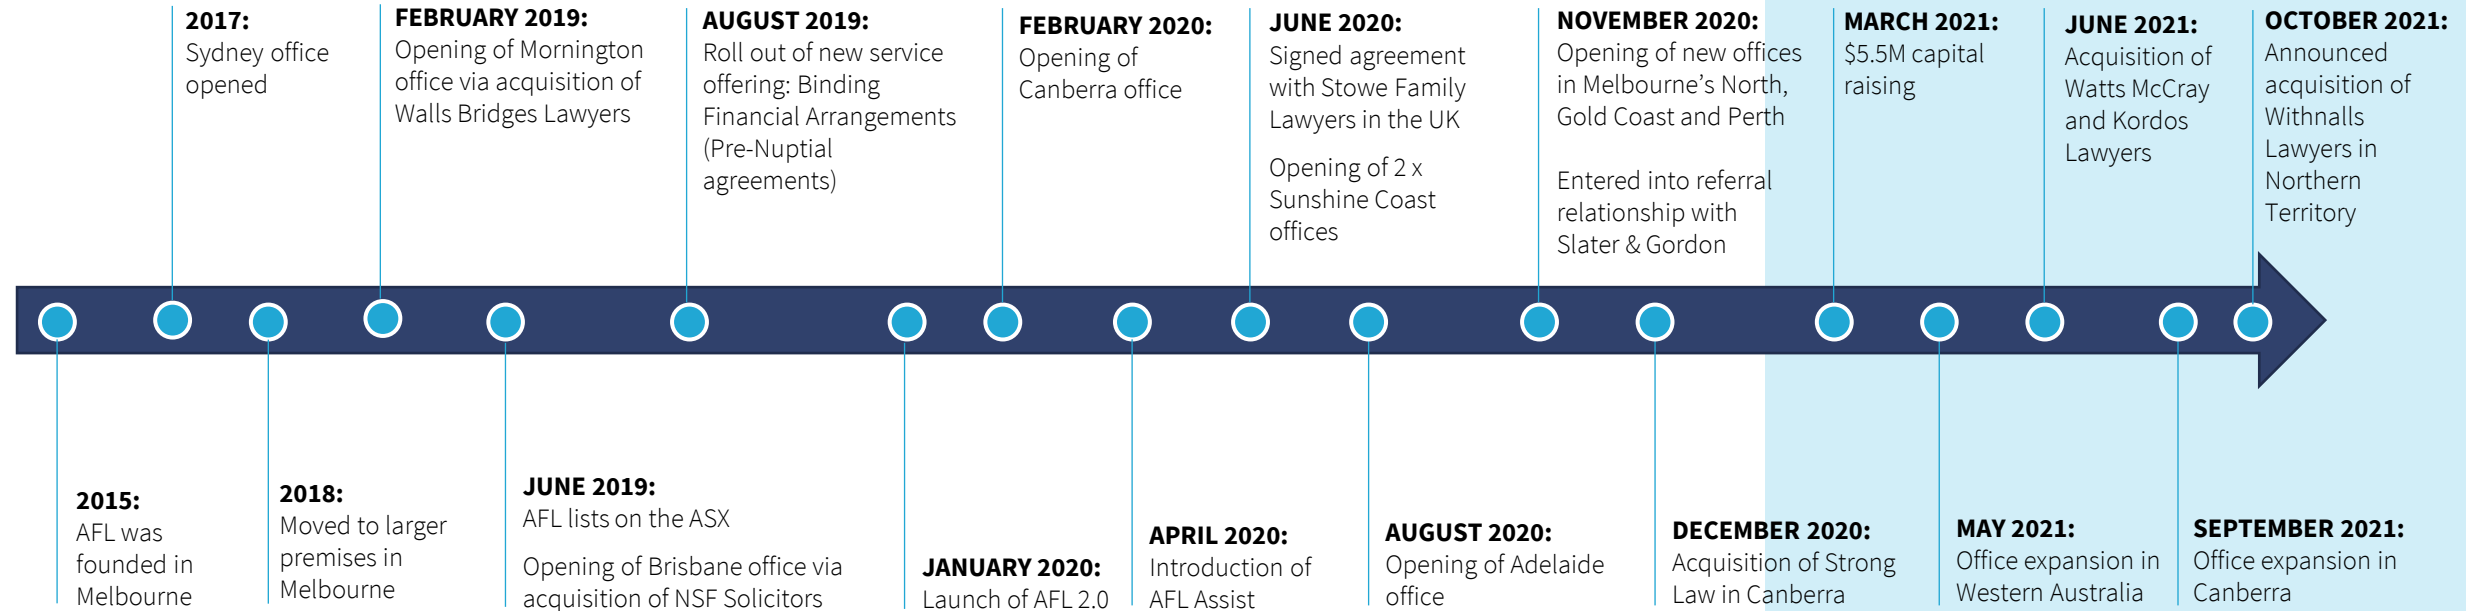 2017:
Sydney office
opened
FEBRUARY 2019:
Opening of Mornington
office via acquisition of
Walls Bridges Lawyers
AUGUST 2019:
Roll out of new service
offering: Binding
Financial Arrangements
(Pre-Nuptial
agreements)
FEBRUARY 2020:
Opening of
Canberra office
JUNE 2020:
Signed agreement
with Stowe Family
Lawyers in the UK
Opening of 2 x
Sunshine Coast
offices
NOVEMBER 2020:
Opening of new offices
in Melbourne’s North,
Gold Coast and Perth
Entered into referral
relationship with
Slater & Gordon
MARCH 2021:
$5.5M capital
raising
JUNE 2021:
Acquisition of
Watts McCray
and Kordos
Lawyers
OCTOBER 2021:
Announced
acquisition of
Withnalls
Lawyers in
Northern
Territory
2015:
AFL was
founded in
Melbourne
2018:
Moved to larger
premises in
Melbourne
JUNE 2019:
AFL lists on the ASX
Opening of Brisbane office via
acquisition of NSF Solicitors
JANUARY 2020:
Launch of AFL 2.0
APRIL 2020:
Introduction of
AFL Assist
AUGUST 2020:
Opening of Adelaide
office
DECEMBER 2020:
Acquisition of Strong
Law in Canberra
MAY 2021:
Office expansion in
Western Australia
SEPTEMBER 2021:
Office expansion in
Canberra